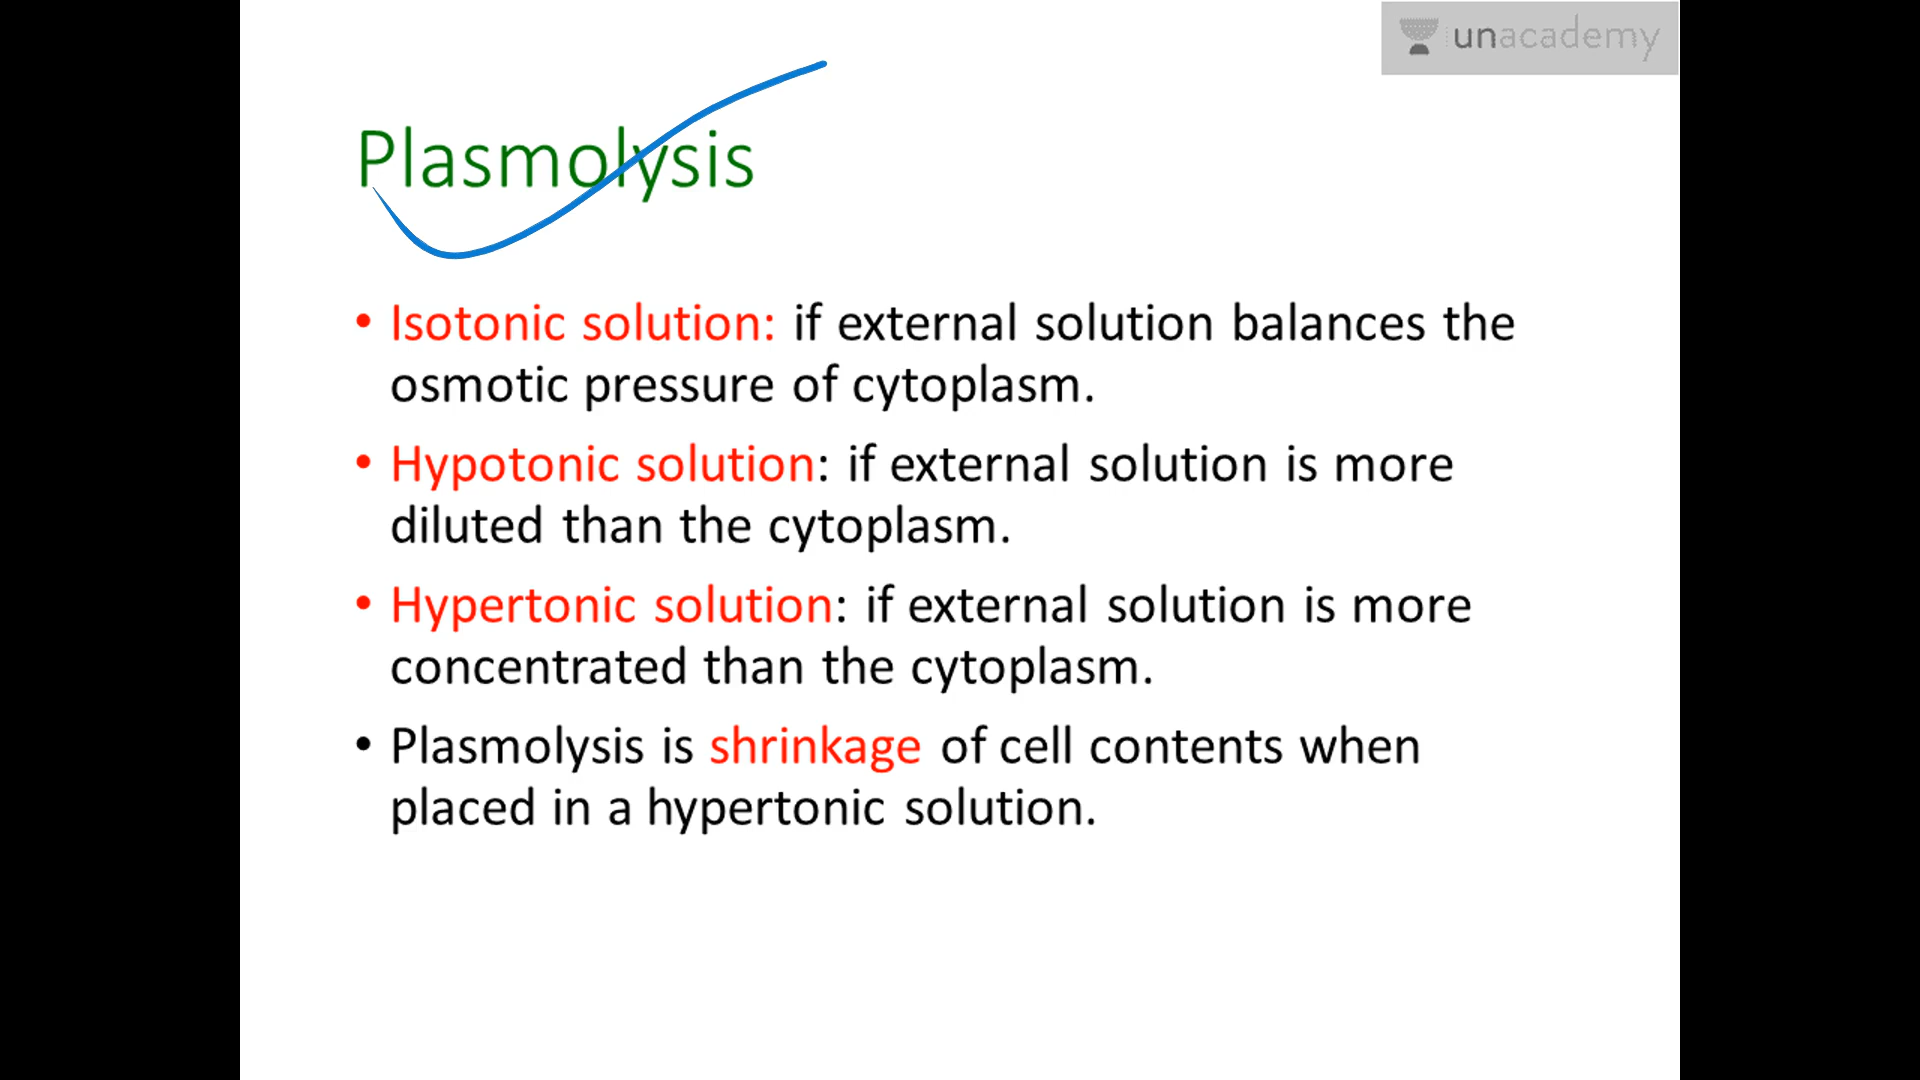 unacademy
Plasmolysis
• Isotonic solution: if external solution balances the
osmotic pressure of cytoplasm.
• Hypotonic solution: if external solution is more
diluted than the cytoplasm.
• Hypertonic solution: if external solution is more
concentrated than the cytoplasm.
• Plasmolysis is shrinkage of cell contents when
placed in a hypertonic solution.